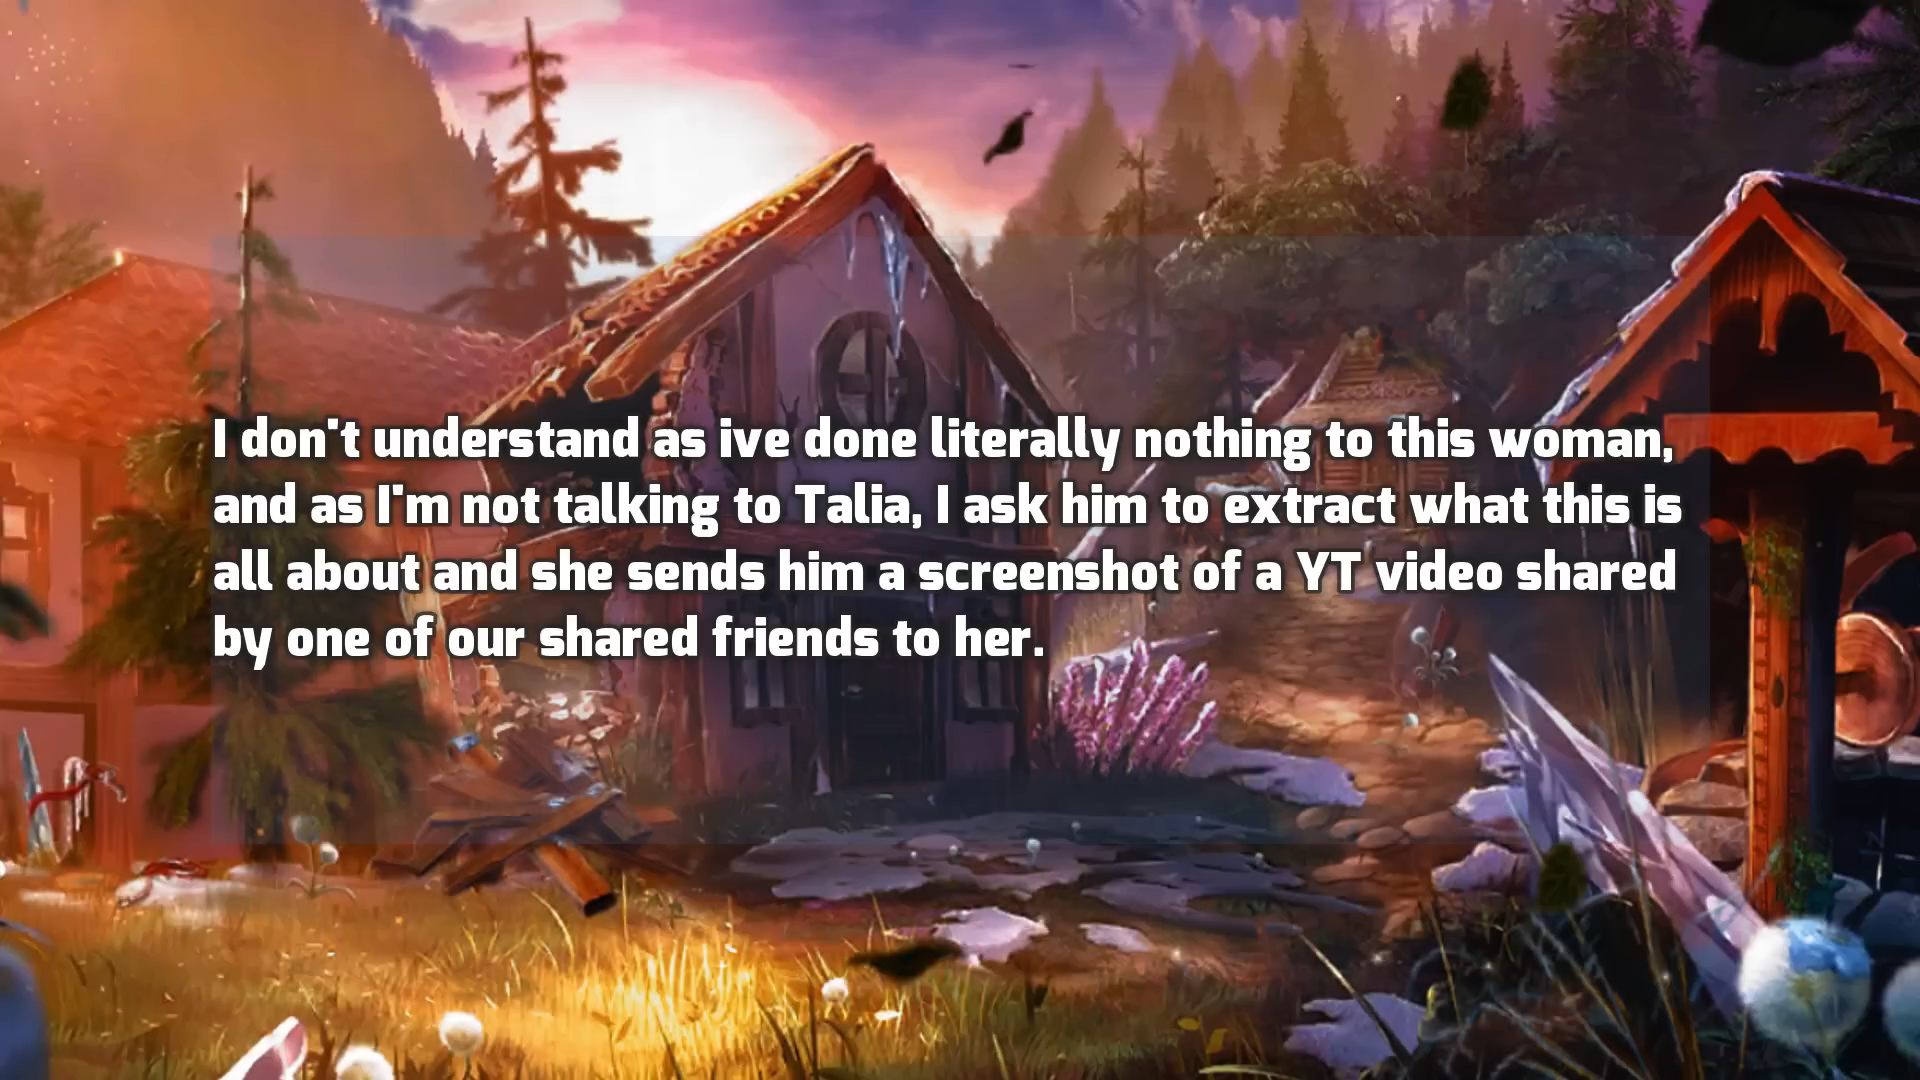 I don't understand as ive done literally nothing to this woman,
and as I'm not talking to Talia, I ask him to extract what this is
all about and she sends him a screenshot of a YT video shared
by one of our shared friends to her.